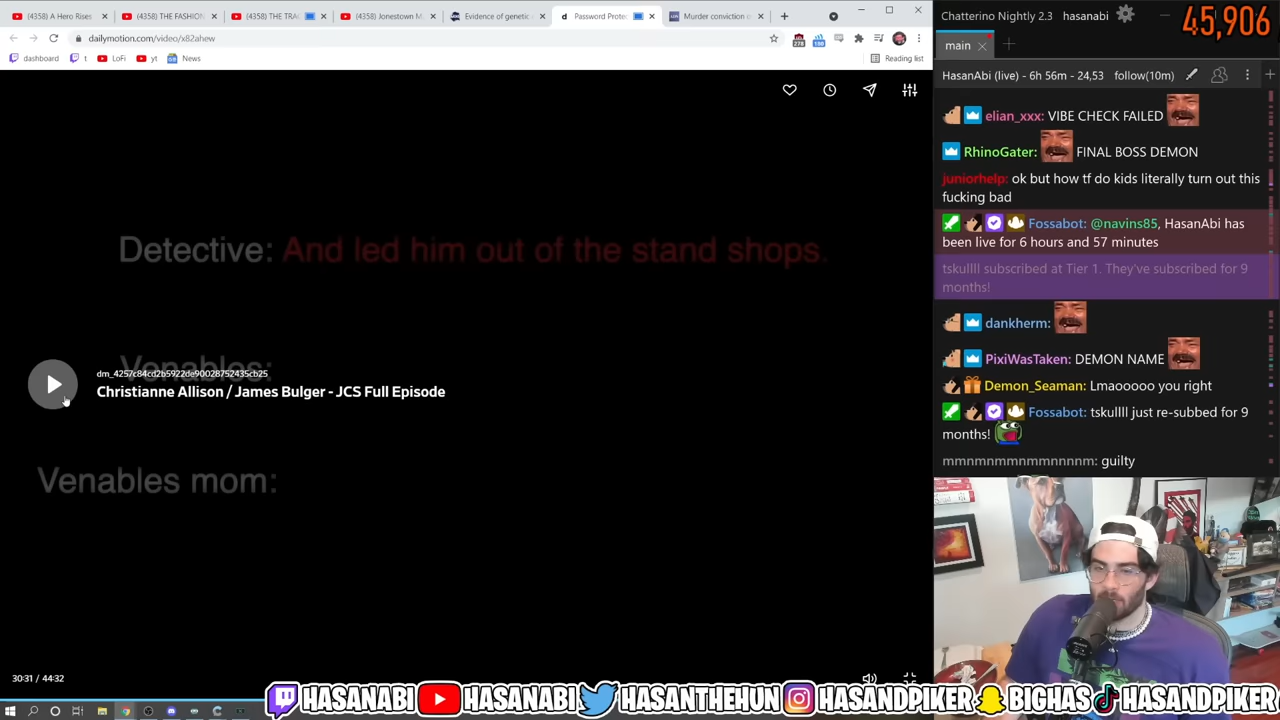 (4358) A Hero Rises
(4358) THE FASHION
(4358) THE TRA
(4358) Jonestown M
Evidence of genetic
Password Protec
Murder conviction o
dailymotion.com/video/x82ahew
dashboard
t
LoFi
yt
News
Reading list
Detective: And led him out of the stand shops.
Venables:
dm_4257c84cd2b5922de90028752435cb25
Christianne Allison / James Bulger - JCS Full Episode
Venables mom:
30:31 / 44:32
Chatterino Nightly 2.3
hasanabi
45,906
main
HasanAbi (live) - 6h 56m - 24,53
follow(10m)
elian_xxx: VIBE CHECK FAILED
RhinoGater: FINAL BOSS DEMON
juniorhelp: ok but how tf do kids literally turn out this
fucking bad
Fossabot: @navins85, HasanAbi has
been live for 6 hours and 57 minutes
tskullll subscribed at Tier 1. They've subscribed for 9
months!
dankherm:
PixiWasTaken: DEMON NAME
Demon_Seaman: Lmaooooo you right
Fossabot: tskullll just re-subbed for 9
months!
mmnmnmmnmmnnnnm: guilty
HASANABI
HASANABI
HASANTHEHUN
HASANDPIKER
BIGHAS
HASANDPIKER